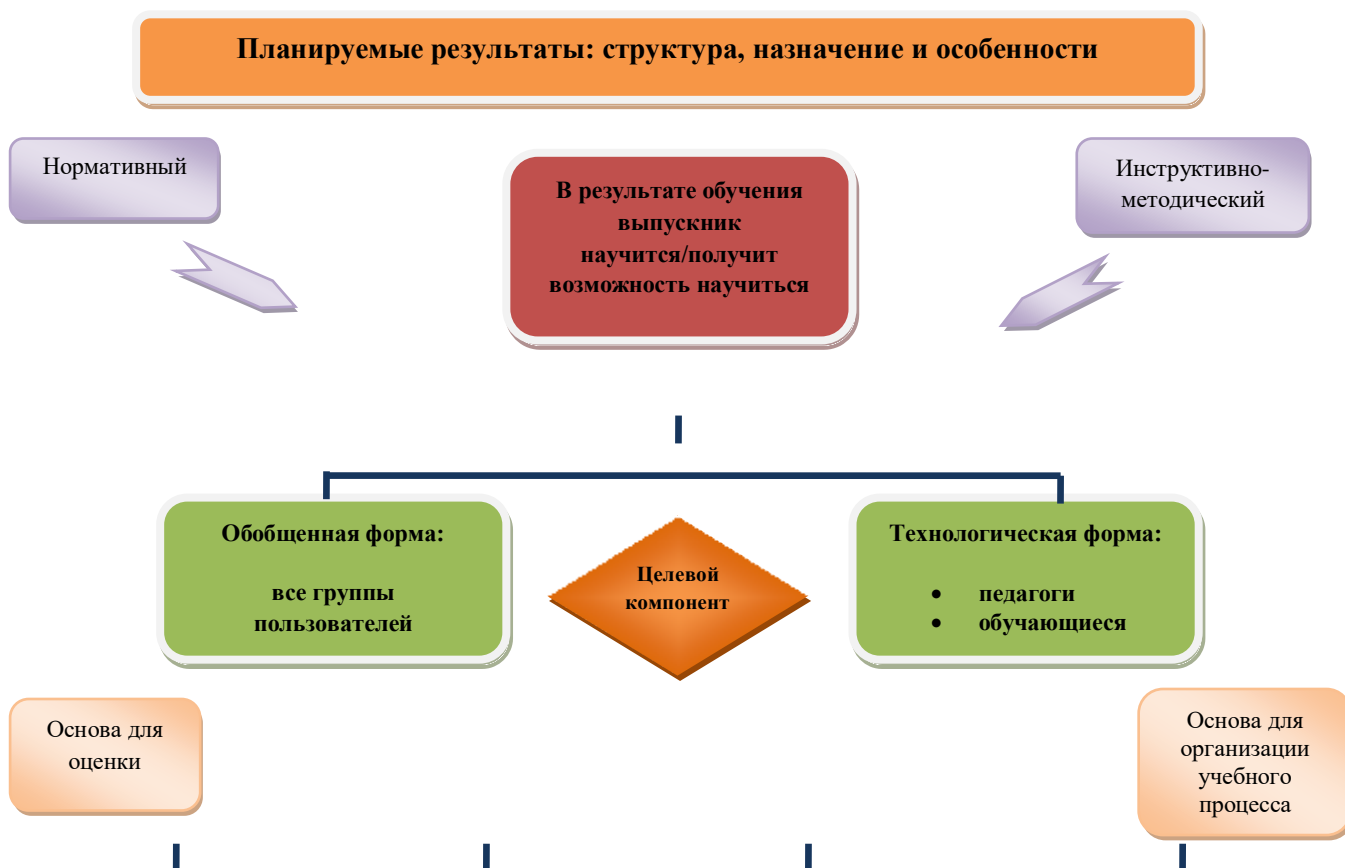 Планируемые результаты: структура, назначение и особенности
Нормативный
В результате обучения
выпускник
научится/получит
возможность научиться
Инструктивно-
методический
Обобщенная форма:
все группы
пользователей
Целевой
компонент
Технологическая форма:
• педагоги
• обучающиеся
Основа для
оценки
Основа для
организации
учебного
процесса